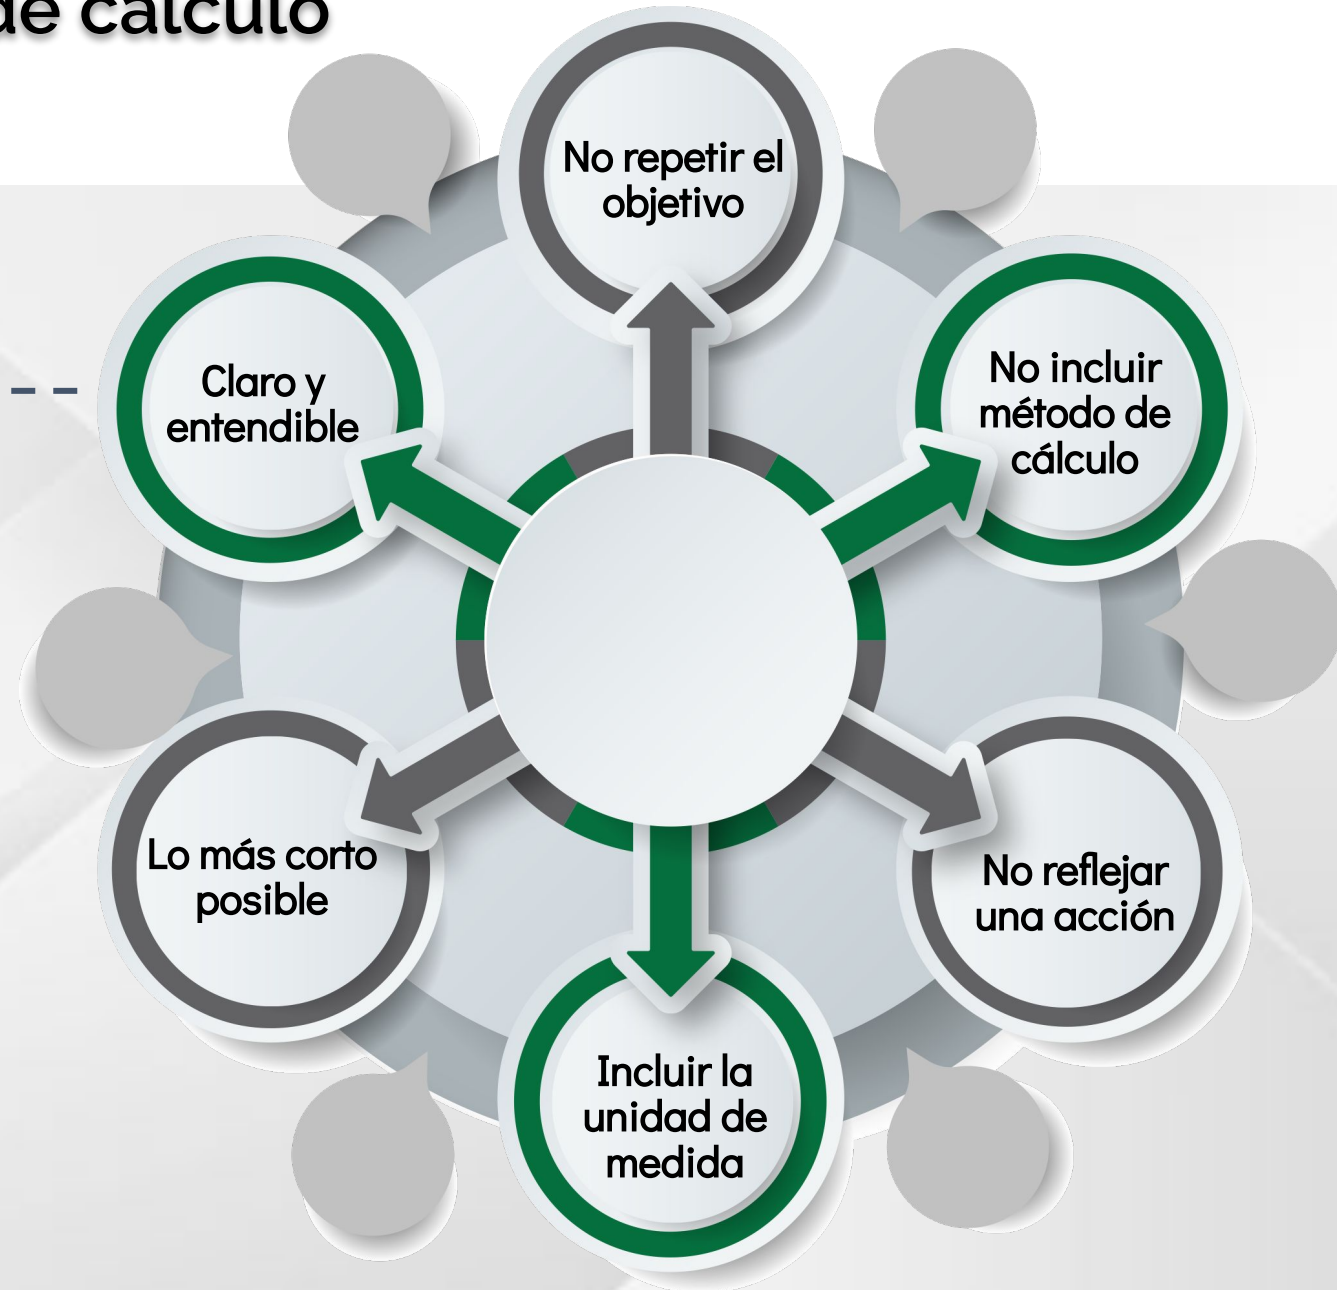 de cálculo
No repetir el
objetivo
Claro y
entendible
No incluir
método de
cálculo
Lo más corto
posible
No reflejar
una acción
Incluir la
unidad de
medida